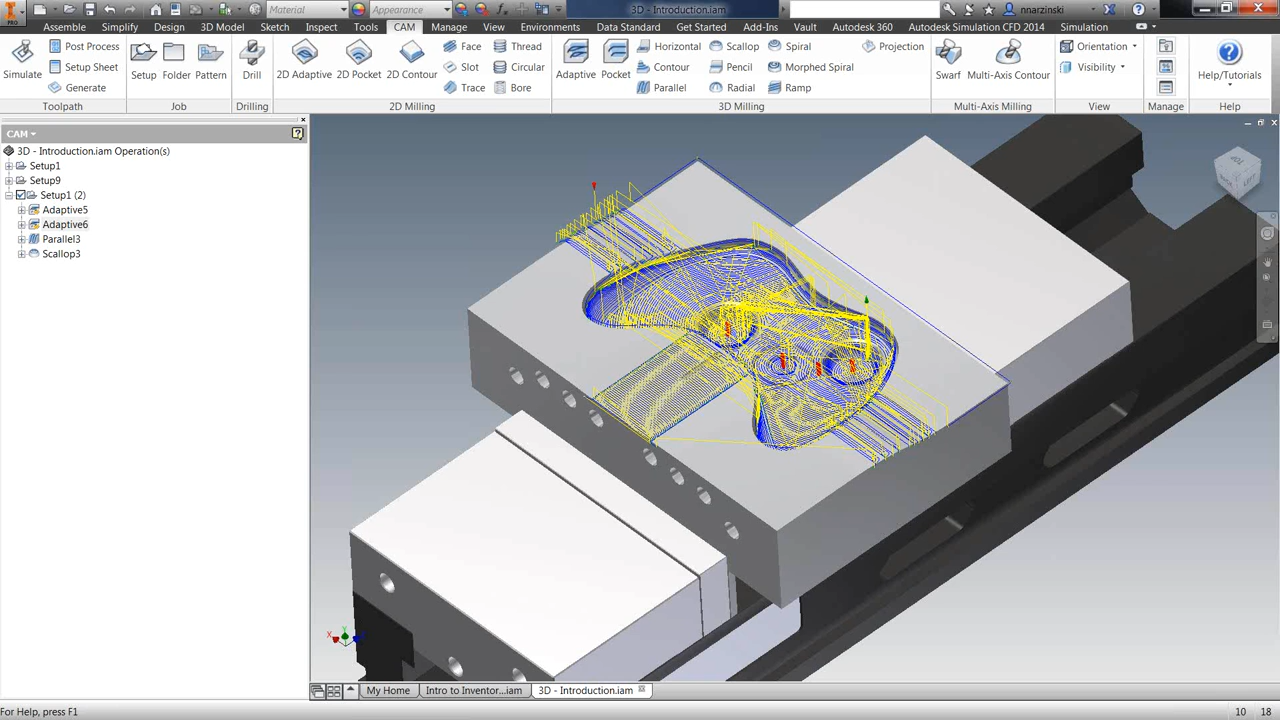 PRO
Material
Appearance
3D - Introduction.iam
nnarzinski
Assemble Simplify Design 3D Model Sketch Inspect Tools CAM Manage View Environments Data Standard Get Started Add-Ins Vault Autodesk 360 Autodesk Simulation CFD 2014 Simulation
Simulate
Post Process
Setup Sheet
Generate
Toolpath
Setup Folder Pattern
Job
Drill
Drilling
2D Adaptive 2D Pocket 2D Contour
Face
Slot
Trace
Thread
Circular
Bore
2D Milling
Adaptive Pocket
Horizontal
Contour
Parallel
Scallop
Pencil
Radial
Spiral
Morphed Spiral
Ramp
Projection
3D Milling
Swarf Multi-Axis Contour
Multi-Axis Milling
Orientation
Visibility
View
Manage
Help/Tutorials
Help
CAM
3D - Introduction.iam Operation(s)
Setup1
Setup9
Setup1 (2)
Adaptive5
Adaptive6
Parallel3
Scallop3
X Y
My Home Intro to Inventor...iam 3D - Introduction.iam
For Help, press F1
10 18